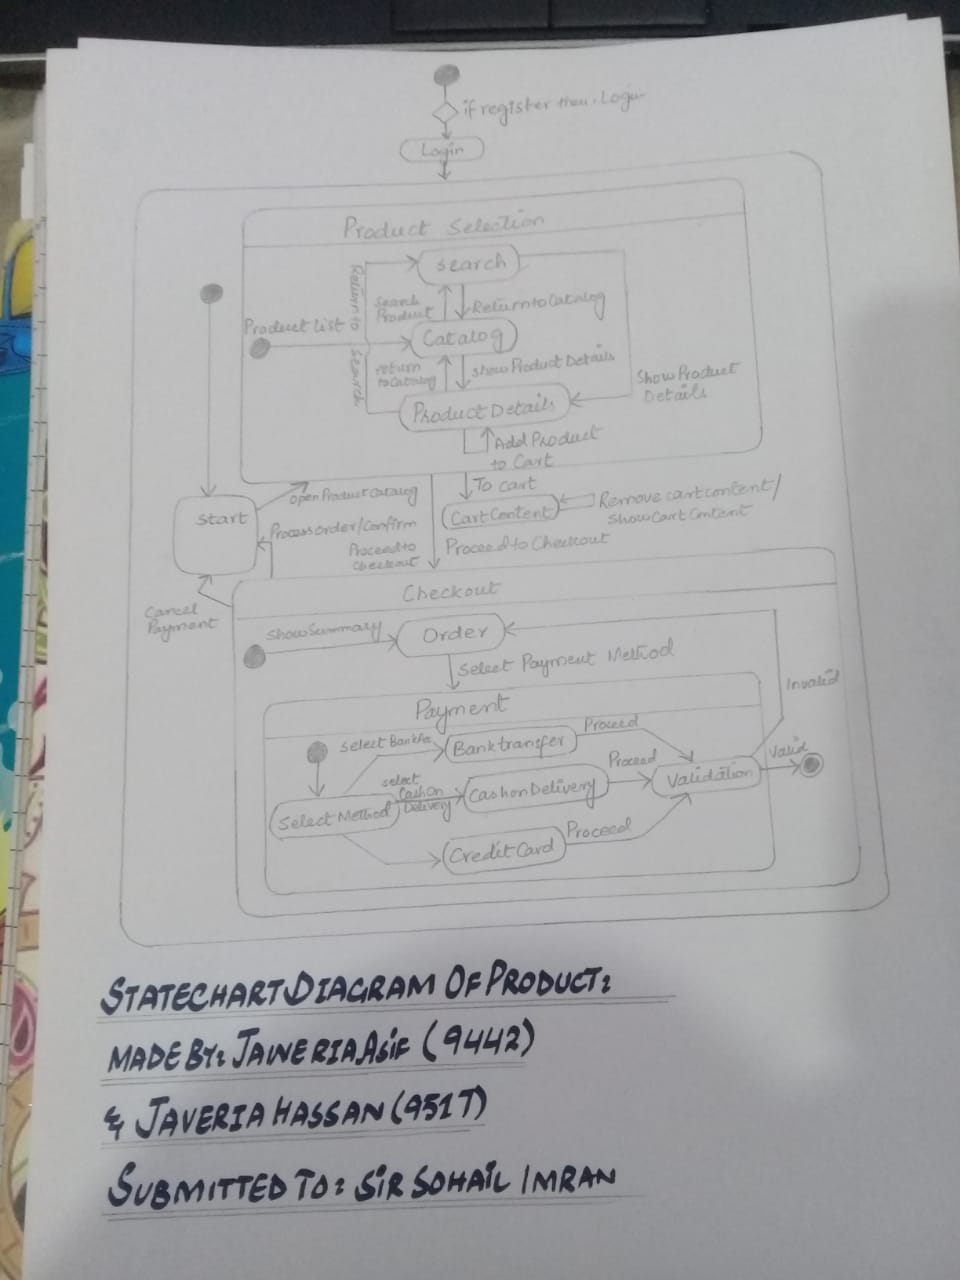 if register then, Login
Login
Product Selection
search
Return to Search
Search
Product
Return to Catalog
Product list
Catalog
return
to Catalog
show Product Details
Show Product
Details
Product Details
Add Product
to Cart
To cart
open Product Catalog
Start
Cart Content
Remove cart content/
Show Cart Content
Process order/Confirm
Proceed to
Checkout
Proceed to Checkout
Checkout
Cancel
Payment
Show Summary
Order
Select Payment Method
Invalid
Payment
select
Bank transfer
Proceed
select
Cash On
Delivery
Cash on Delivery
Proceed
Validation
Valid
Select Method
Credit Card
Proceed
STATECHART DIAGRAM OF PRODUCT:
MADE BY: JAWERIA ASIF (9442)
& JAVERIA HASSAN (951T)
SUBMITTED TO: SIR SOHAIL IMRAN